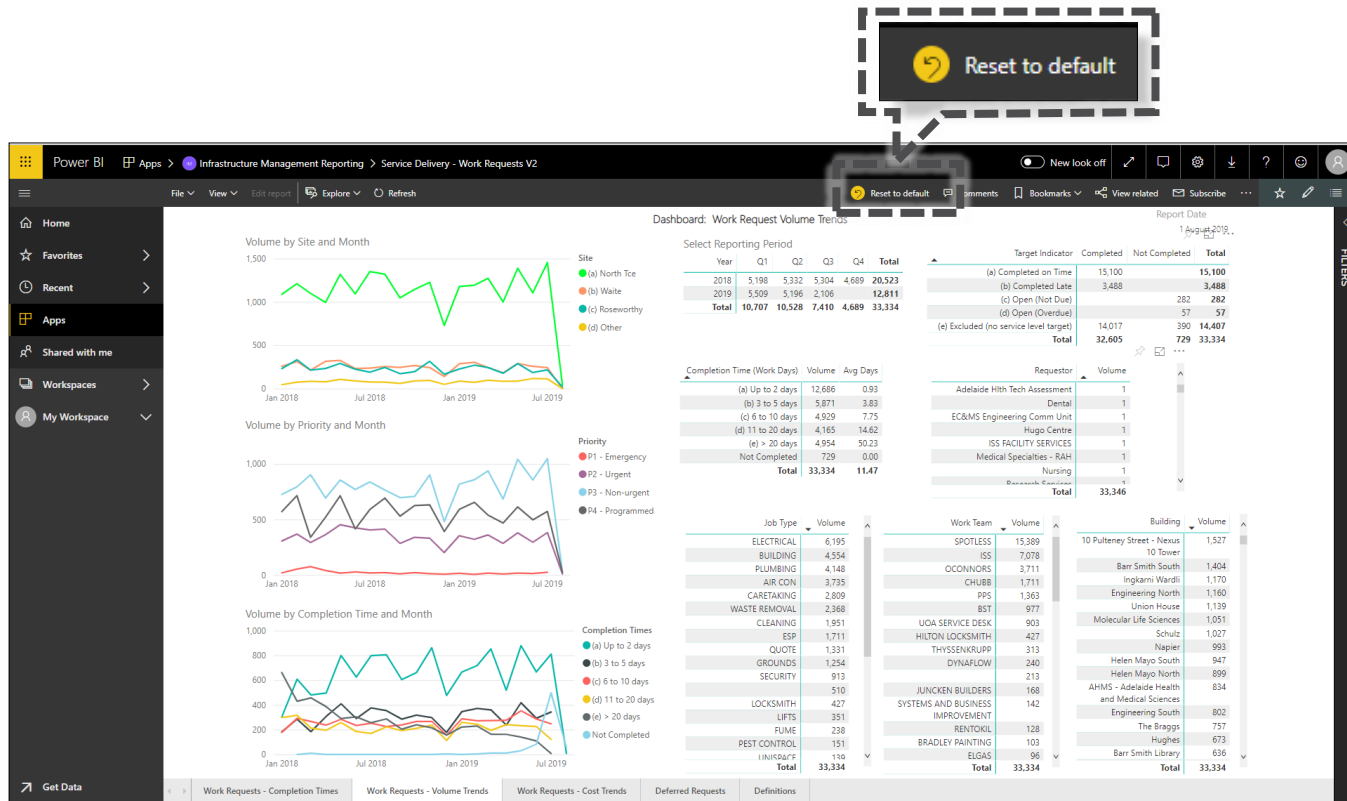 Reset to default
Power BI Apps > Infrastructure Management Reporting > Service Delivery - Work Requests V2
New look off
File View Edit report Explore Refresh
Reset to default Comments Bookmarks View related Subscribe
Home
Favorites
Recent
Apps
Shared with me
Workspaces
My Workspace
Get Data
FILTERS
Dashboard: Work Request Volume Trends
Report Date
1 August 2019
Volume by Site and Month
1,500
1,000
500
0
Jan 2018 Jul 2018 Jan 2019 Jul 2019
Site
(a) North Tce
(b) Waite
(c) Roseworthy
(d) Other
Volume by Priority and Month
1,000
500
0
Jan 2018 Jul 2018 Jan 2019 Jul 2019
Priority
P1 - Emergency
P2 - Urgent
P3 - Non-urgent
P4 - Programmed
Volume by Completion Time and Month
1,000
800
600
400
200
0
Jan 2018 Jul 2018 Jan 2019 Jul 2019
Completion Times
(a) Up to 2 days
(b) 3 to 5 days
(c) 6 to 10 days
(d) 11 to 20 days
(e) > 20 days
Not Completed
Select Reporting Period
Year Q1 Q2 Q3 Q4 Total
2018 5,198 5,332 5,304 4,689 20,523
2019 5,509 5,196 2,106 12,811
Total 10,707 10,528 7,410 4,689 33,334
Target Indicator Completed Not Completed Total
(a) Completed on Time 15,100 15,100
(b) Completed Late 3,488 3,488
(c) Open (Not Due) 282 282
(d) Open (Overdue) 57 57
(e) Excluded (no service level target) 14,017 390 14,407
Total 32,605 729 33,334
Completion Time (Work Days) Volume Avg Days
(a) Up to 2 days 12,686 0.93
(b) 3 to 5 days 5,871 3.83
(c) 6 to 10 days 4,929 7.75
(d) 11 to 20 days 4,165 14.62
(e) > 20 days 4,954 50.23
Not Completed 729 0.00
Total 33,334 11.47
Requestor Volume
Adelaide Hlth Tech Assessment 1
Dental 1
EC&MS Engineering Comm Unit 1
Hugo Centre 1
ISS FACILITY SERVICES 1
Medical Specialties - RAH 1
Nursing 1
Research Services 1
Total 33,346
Job Type Volume
ELECTRICAL 6,195
BUILDING 4,554
PLUMBING 4,148
AIR CON 3,735
CARETAKING 2,809
WASTE REMOVAL 2,368
CLEANING 1,951
ESP 1,711
QUOTE 1,331
GROUNDS 1,254
SECURITY 913
510
LOCKSMITH 427
LIFTS 351
FUME 238
PEST CONTROL 151
UNISPACE 139
Total 33,334
Work Team Volume
SPOTLESS 15,389
ISS 7,078
OCONNORS 3,711
CHUBB 1,711
PPS 1,363
BST 977
UOA SERVICE DESK 903
HILTON LOCKSMITH 427
THYSSENKRUPP 313
DYNAFLOW 240
213
JUNCKEN BUILDERS 168
SYSTEMS AND BUSINESS 142
IMPROVEMENT
RENTOKIL 128
BRADLEY PAINTING 103
ELGAS 96
Total 33,334
Building Volume
10 Pulteney Street - Nexus 1,527
10 Tower
Barr Smith South 1,404
Ingkarni Wardli 1,170
Engineering North 1,160
Union House 1,139
Molecular Life Sciences 1,051
Schulz 1,027
Napier 993
Helen Mayo South 947
Helen Mayo North 899
AHMS - Adelaide Health 834
and Medical Sciences
Engineering South 802
The Braggs 757
Hughes 673
Barr Smith Library 636
Total 33,334
Work Requests - Completion Times Work Requests - Volume Trends Work Requests - Cost Trends Deferred Requests Definitions